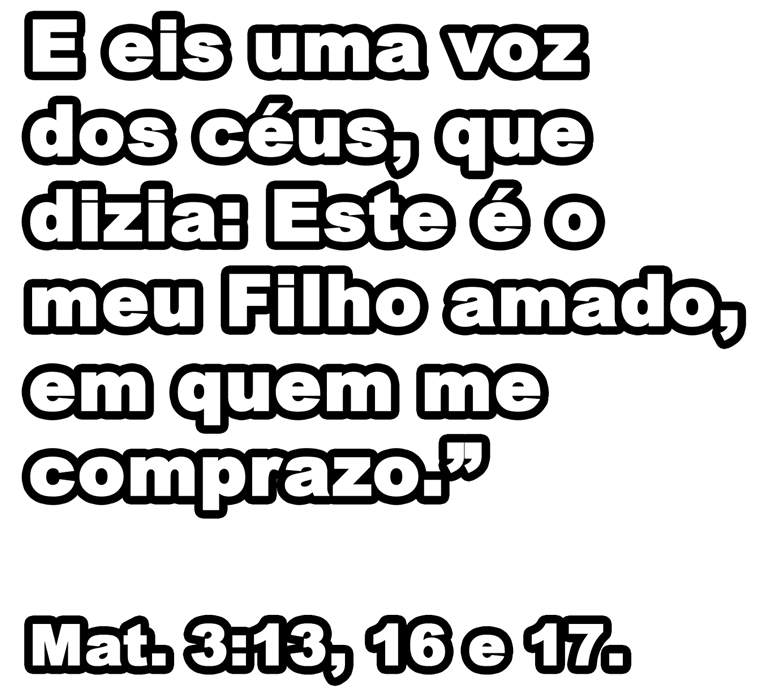 E eis uma voz
dos céus, que
dizia: Este é o
meu Filho amado,
em quem me
comprazo.”
Mat. 3:13, 16 e 17.